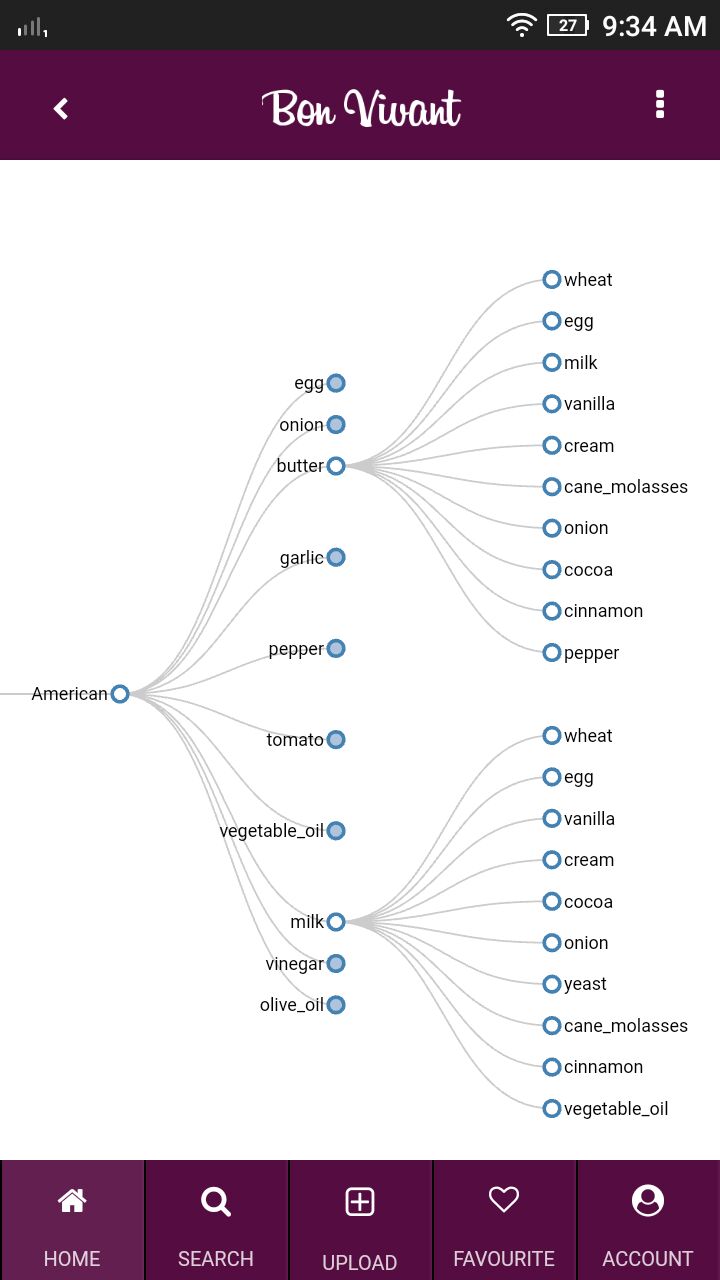 1 27 9:34 AM
Bon Vivant
American
egg
onion
butter
garlic
pepper
tomato
vegetable_oil
milk
vinegar
olive_oil
wheat
egg
milk
vanilla
cream
cane_molasses
onion
cocoa
cinnamon
pepper
wheat
egg
vanilla
cream
cocoa
onion
yeast
cane_molasses
cinnamon
vegetable_oil
HOME SEARCH UPLOAD FAVOURITE ACCOUNT